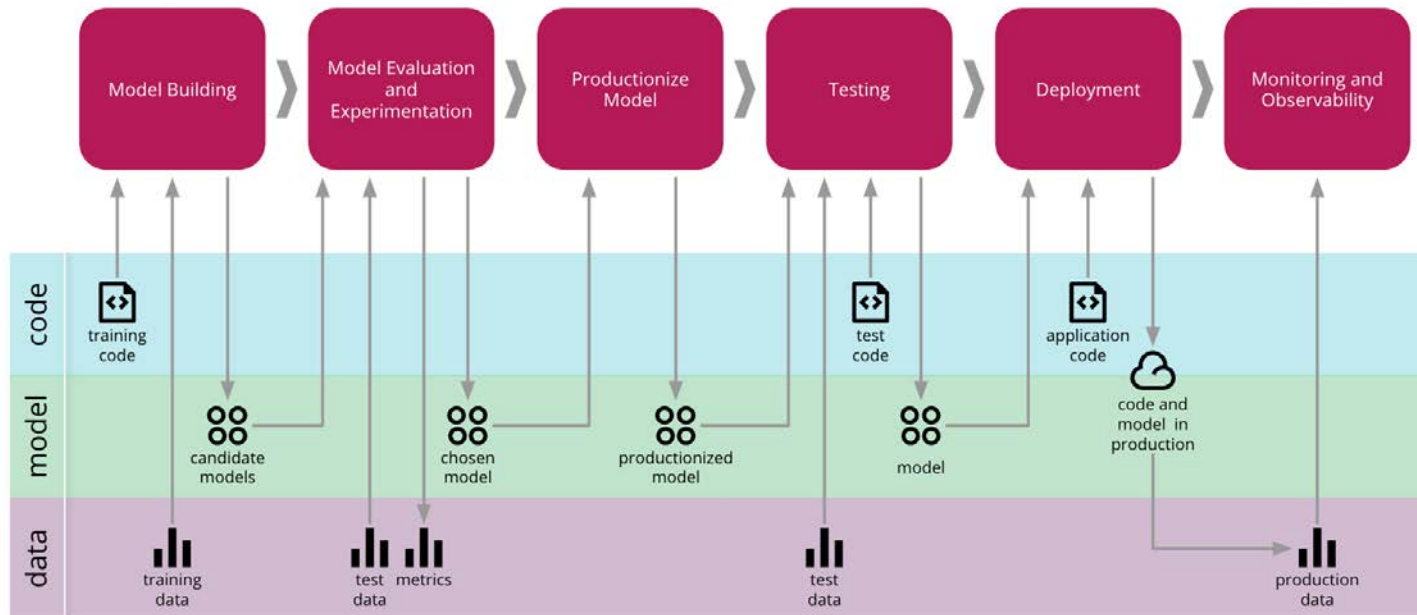 Model Building
Model Evaluation
and
Experimentation
Productionize
Model
Testing
Deployment
Monitoring and
Observability
code
training
code
test
code
application
code
model
candidate
models
chosen
model
productionized
model
model
code and
model in
production
data
training
data
test
data
metrics
test
data
production
data